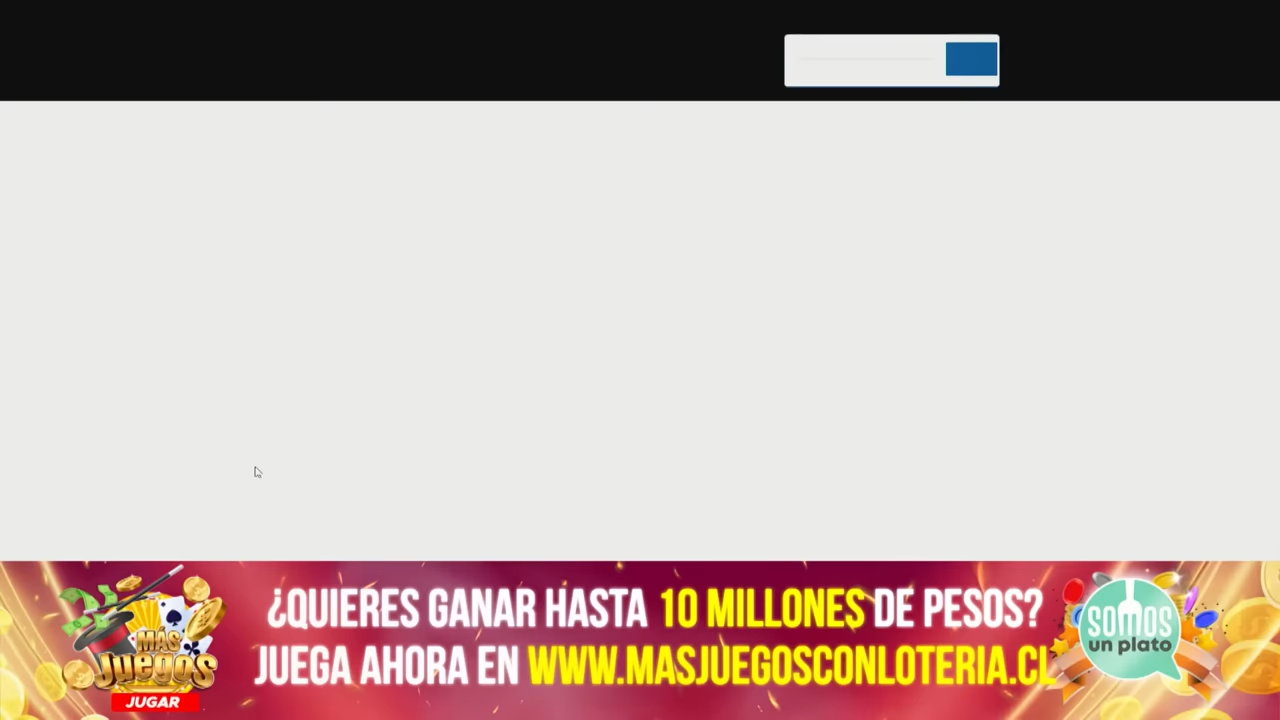 ¿QUIERES GANAR HASTA 10 MILLONES DE PESOS?
JUEGA AHORA EN WWW.MASJUEGOSCONLOTERIA.CL
MÁS
JUEGOS
JUGAR
SOMOS
un plato